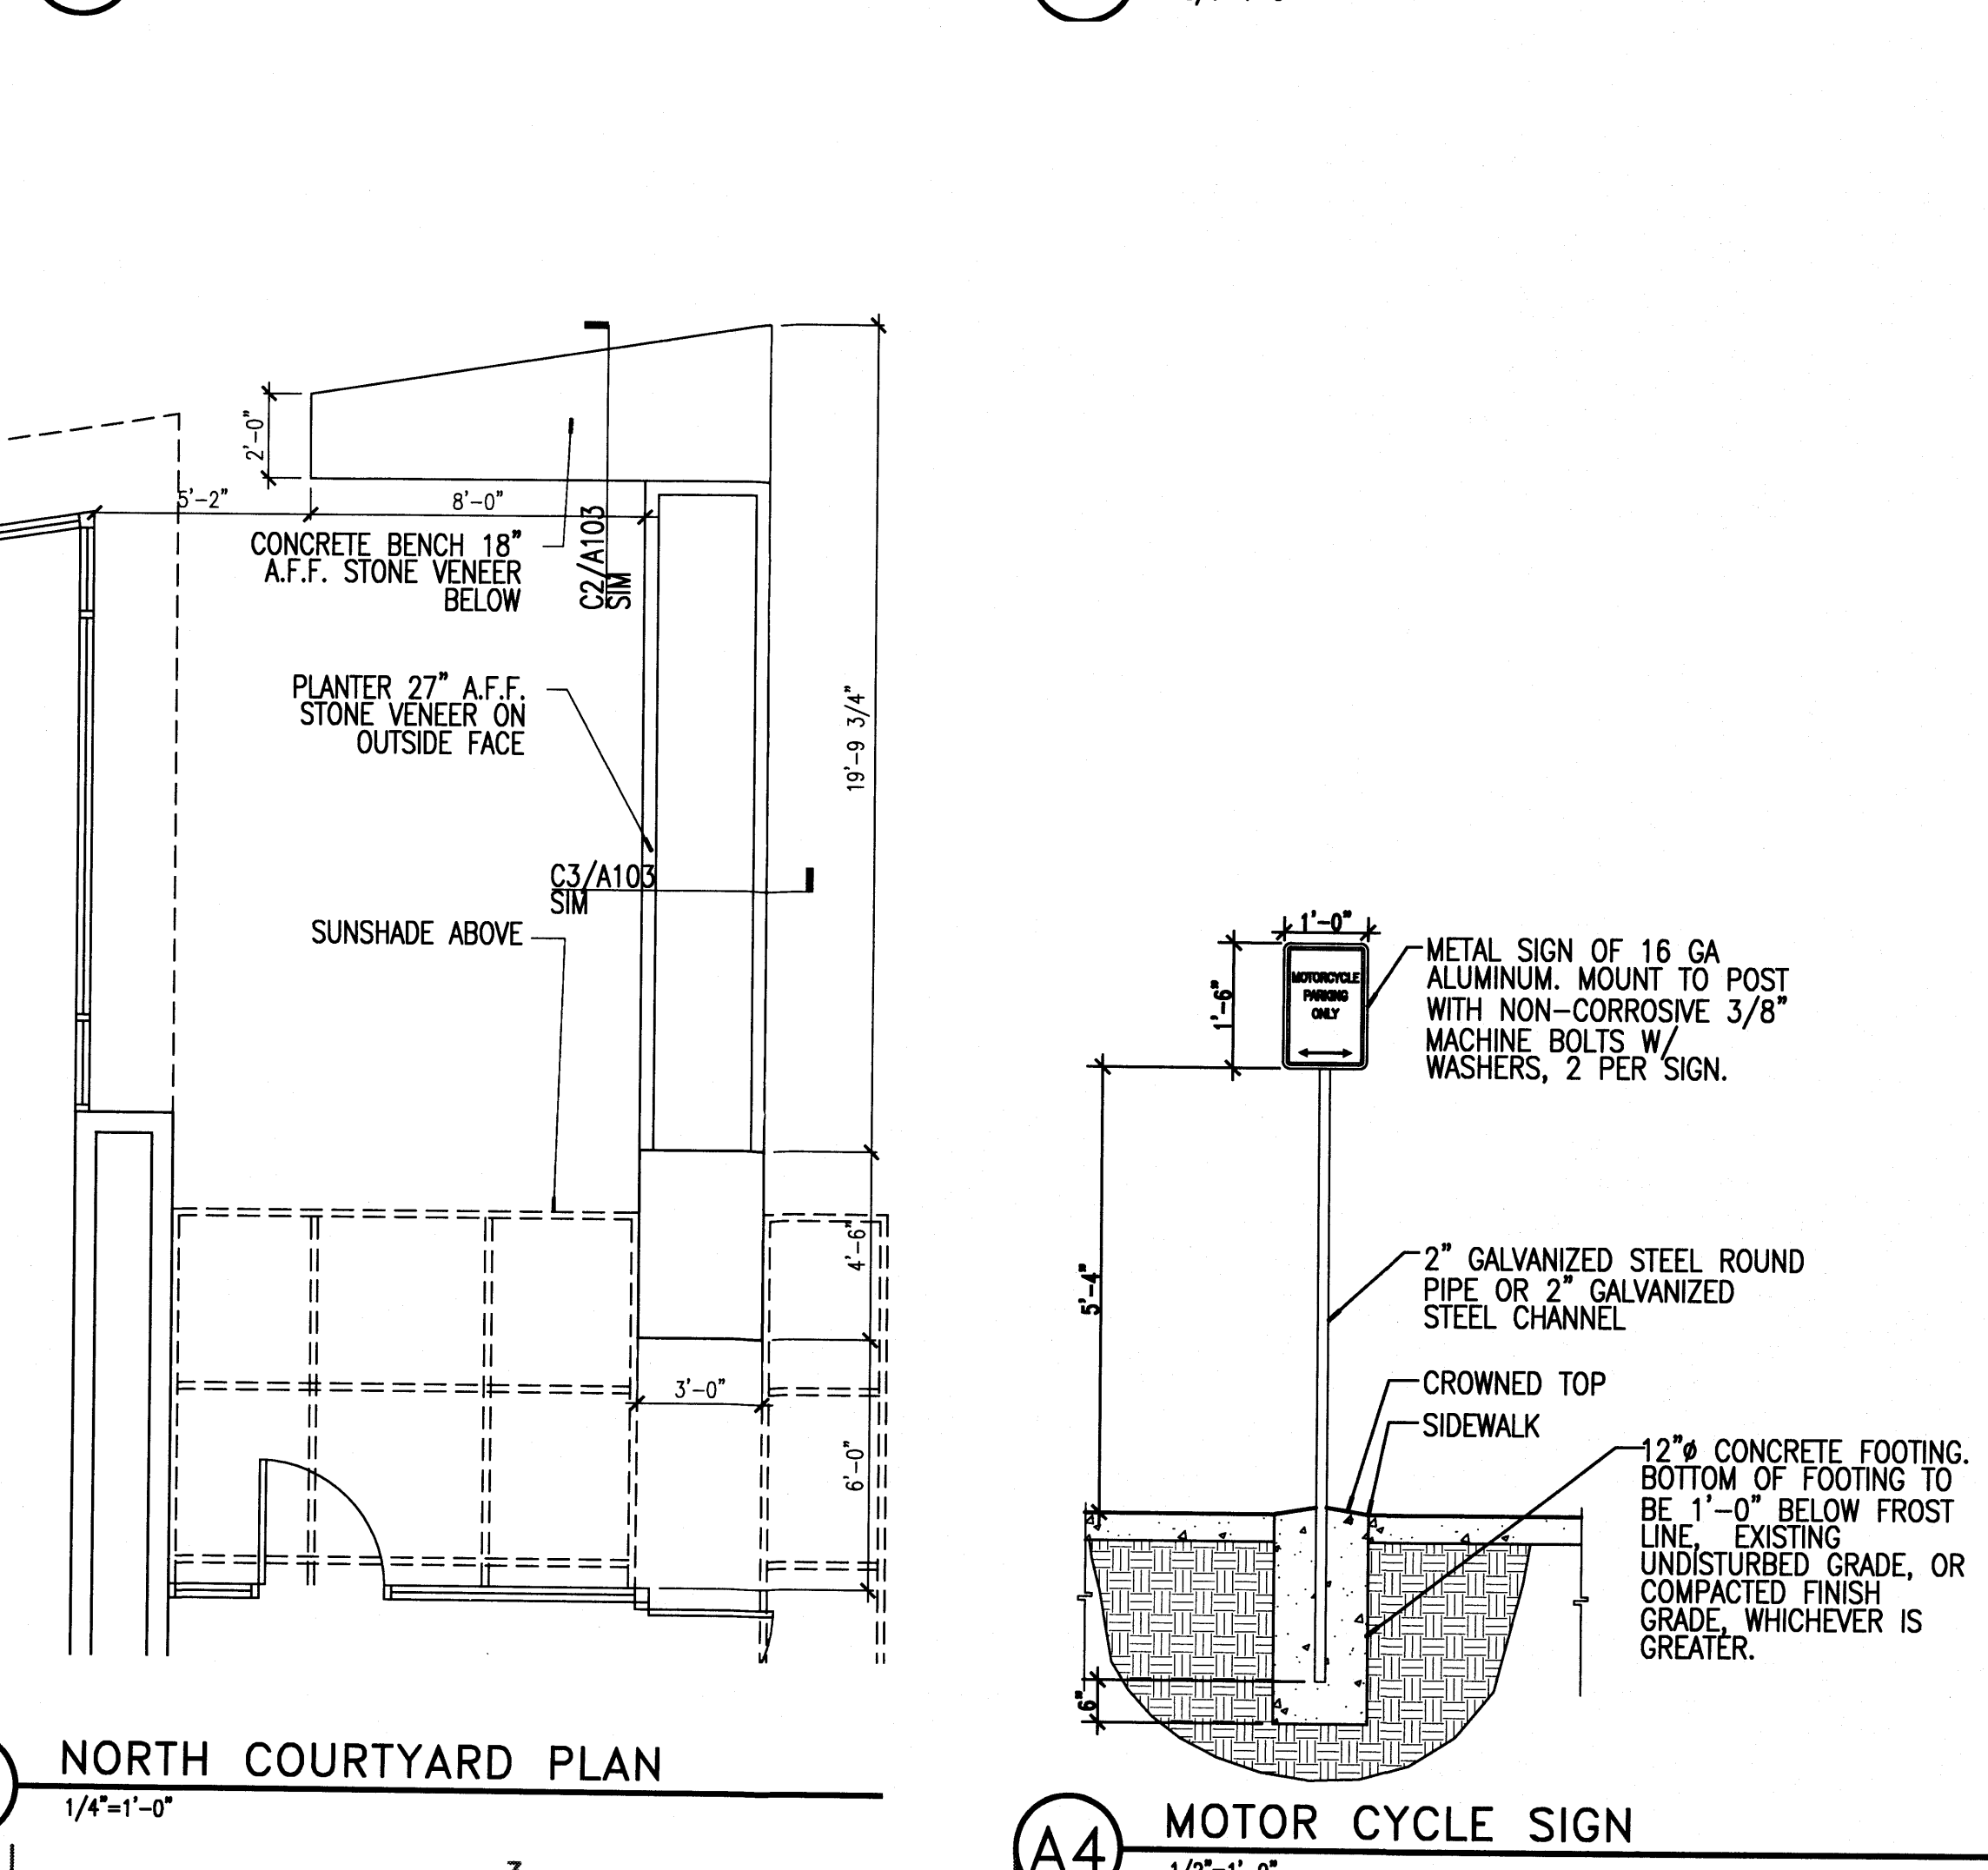 2'-0"
5'-2"
8'-0"
CONCRETE BENCH 18"
A.F.F. STONE VENEER
BELOW
C2/A103
SIM
PLANTER 27" A.F.F.
STONE VENEER ON
OUTSIDE FACE
19'-9 3/4"
C3/A103
SIM
SUNSHADE ABOVE
4'-6"
3'-0"
6'-0"
NORTH COURTYARD PLAN
1/4"=1'-0"
1'-0"
1'-6"
MOTORCYCLE
PARKING
ONLY
METAL SIGN OF 16 GA
ALUMINUM. MOUNT TO POST
WITH NON-CORROSIVE 3/8"
MACHINE BOLTS W/
WASHERS, 2 PER SIGN.
5'-4"
2" GALVANIZED STEEL ROUND
PIPE OR 2" GALVANIZED
STEEL CHANNEL
CROWNED TOP
SIDEWALK
12"ø CONCRETE FOOTING.
BOTTOM OF FOOTING TO
BE 1'-0" BELOW FROST
LINE, EXISTING
UNDISTURBED GRADE, OR
COMPACTED FINISH
GRADE, WHICHEVER IS
GREATER.
6"
A4
MOTOR CYCLE SIGN
1/2"=1'-0"